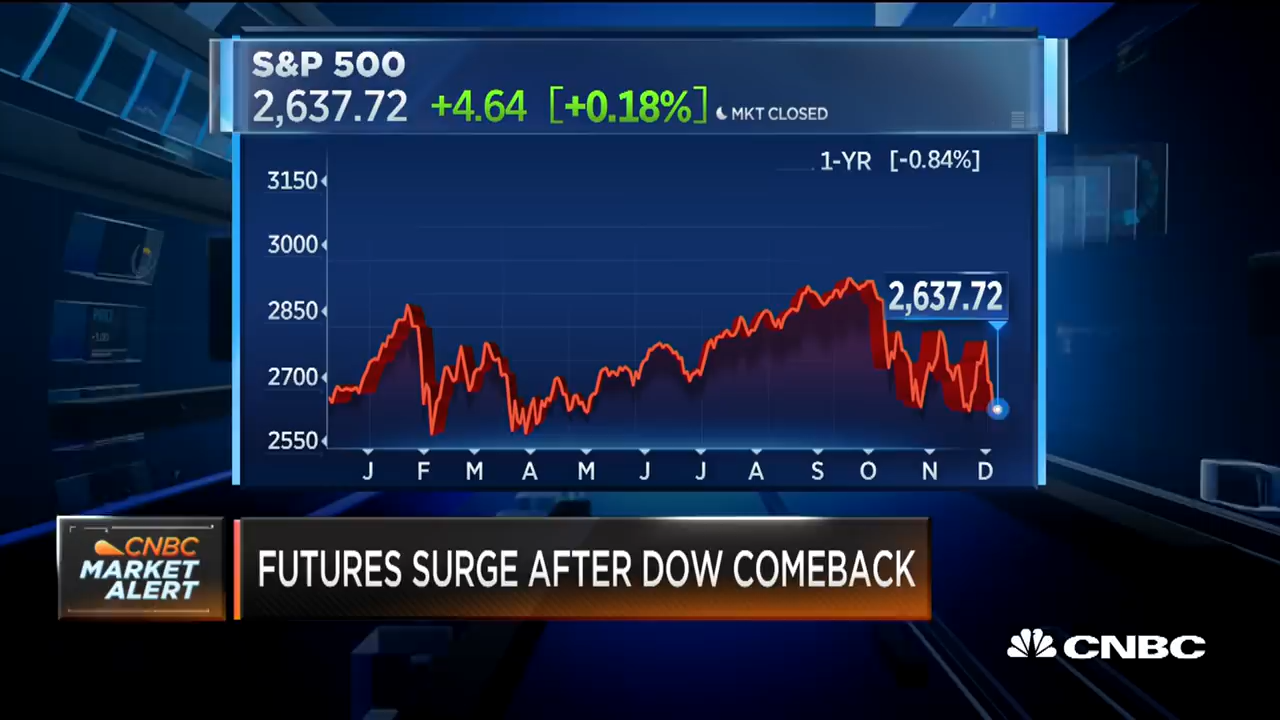 S&P 500
2,637.72 +4.64 [+0.18%] MKT CLOSED
1-YR [-0.84%]
3150
3000
2850
2700
2550
2,637.72
J F M A M J J A S O N D
CNBC
MARKET
ALERT
FUTURES SURGE AFTER DOW COMEBACK
CNBC